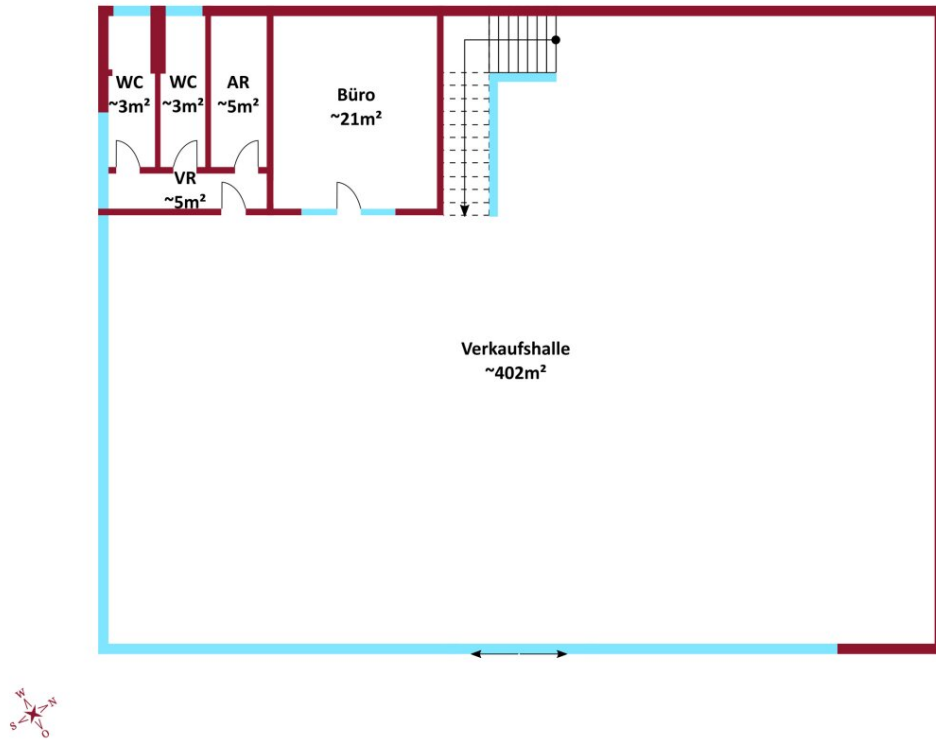 WC
~3m²
WC
~3m²
AR
~5m²
Büro
~21m²
VR
~5m²
Verkaufshalle
~402m²
W
N
S
O